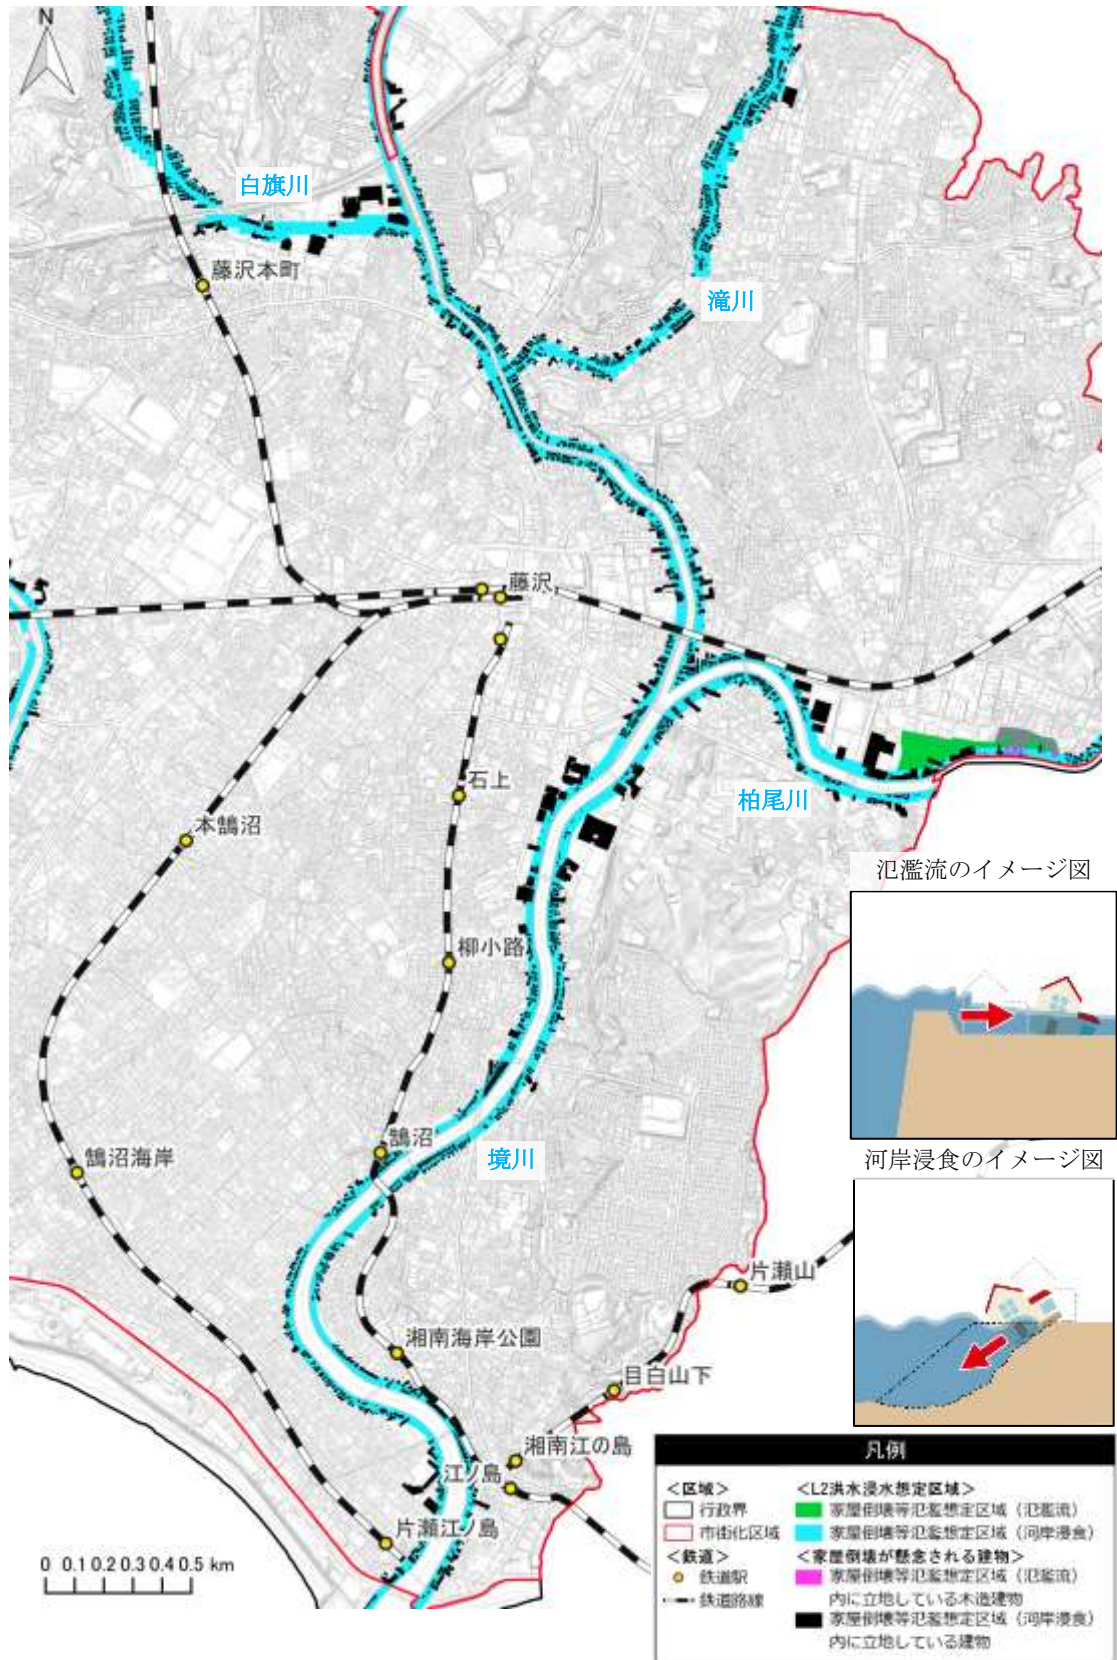 N
白旗川
藤沢本町
滝川
藤沢
石上
本鵠沼
柏尾川
氾濫流のイメージ図
柳小路
鵠沼
境川
鵠沼海岸
河岸浸食のイメージ図
片瀬山
湘南海岸公園
目白山下
湘南江の島
江ノ島
片瀬江ノ島
0 0.1 0.2 0.3 0.4 0.5 km
凡例
<区域>
行政界
市街化区域
<鉄道>
鉄道駅
鉄道路線
<L2洪水浸水想定区域>
家屋倒壊等氾濫想定区域（氾濫流）
家屋倒壊等氾濫想定区域（河岸浸食）
<家屋倒壊が懸念される建物>
家屋倒壊等氾濫想定区域（氾濫流）
内に立地している木造建物
家屋倒壊等氾濫想定区域（河岸浸食）
内に立地している建物